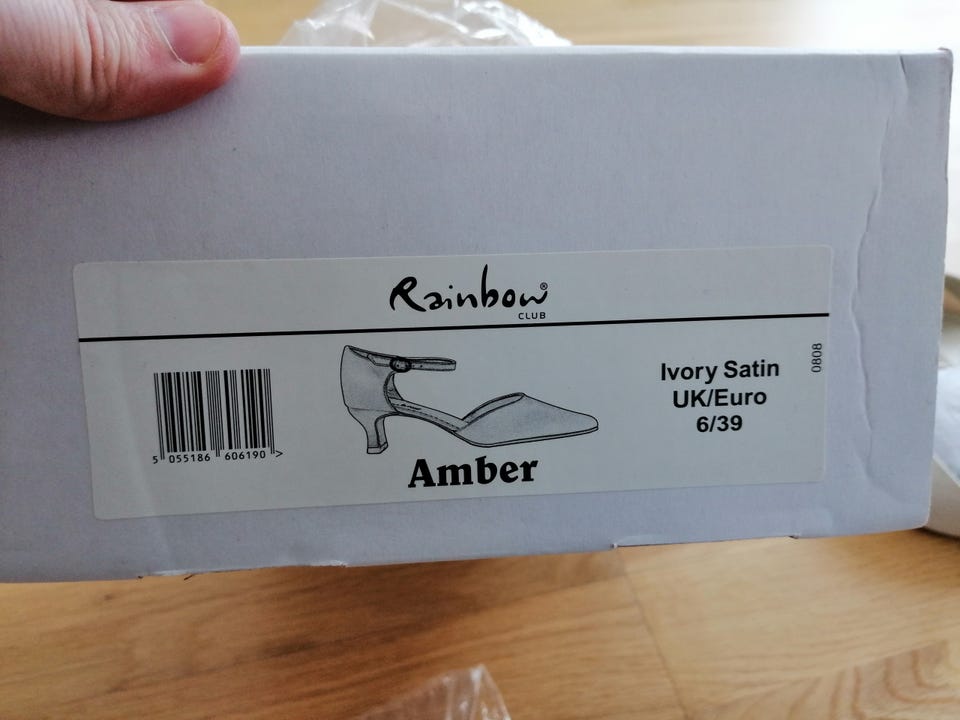 Rainbow®
CLUB
0808
Ivory Satin
UK/Euro
6/39
5 055186 606190 >
Amber